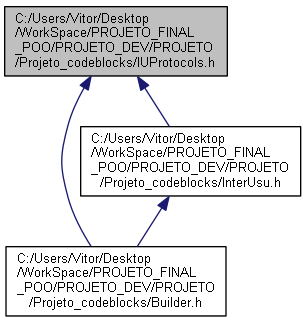 C:/Users/Vitor/Desktop
/WorkSpace/PROJETO_FINAL
_POO/PROJETO_DEV/PROJETO
/Projeto_codeblocks/IUProtocols.h
C:/Users/Vitor/Desktop
/WorkSpace/PROJETO_FINAL
_POO/PROJETO_DEV/PROJETO
/Projeto_codeblocks/InterUsu.h
C:/Users/Vitor/Desktop
/WorkSpace/PROJETO_FINAL
_POO/PROJETO_DEV/PROJETO
/Projeto_codeblocks/Builder.h